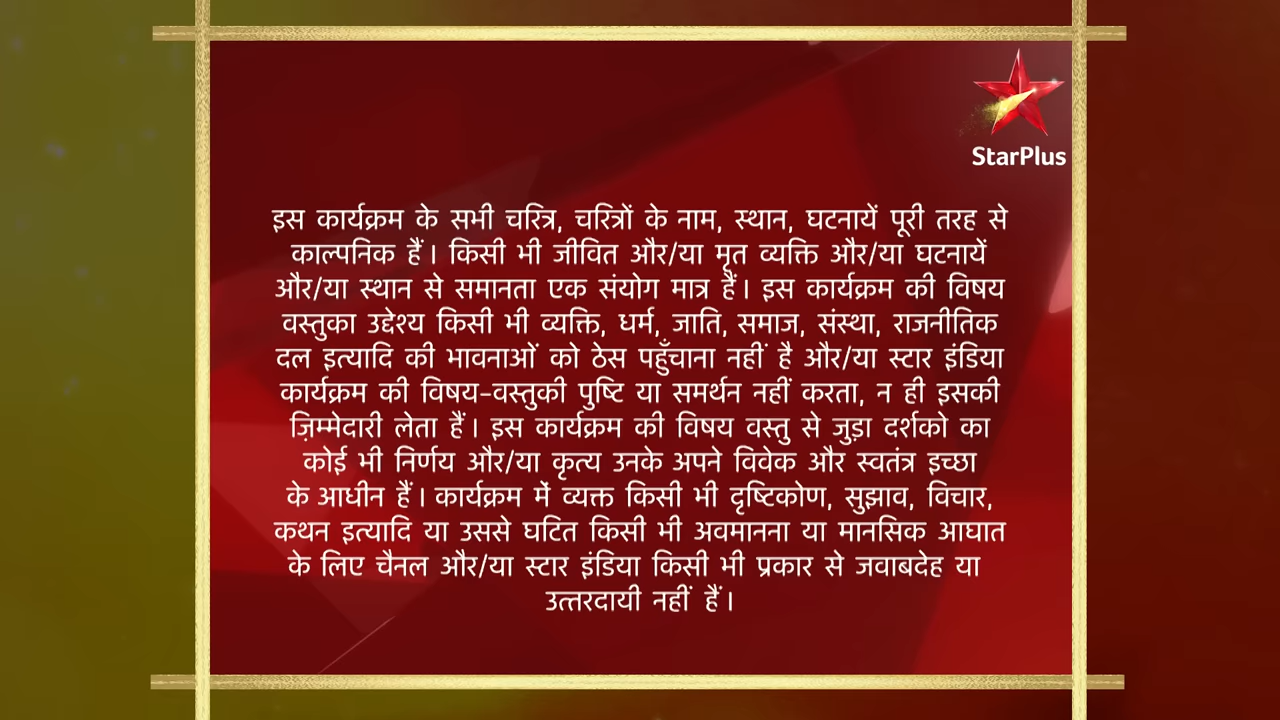 StarPlus
इस कार्यक्रम के सभी चरित्र, चरित्रों के नाम, स्थान, घटनायें पूरी तरह से
काल्पनिक हैं। किसी भी जीवित और/या मृत व्यक्ति और/या घटनायें
और/या स्थान से समानता एक संयोग मात्र हैं। इस कार्यक्रम की विषय
वस्तुका उद्देश्य किसी भी व्यक्ति, धर्म, जाति, समाज, संस्था, राजनीतिक
दल इत्यादि की भावनाओं को ठेस पहुँचाना नहीं है और/या स्टार इंडिया
कार्यक्रम की विषय-वस्तुकी पुष्टि या समर्थन नहीं करता, न ही इसकी
ज़िम्मेदारी लेता हैं। इस कार्यक्रम की विषय वस्तु से जुड़ा दर्शको का
कोई भी निर्णय और/या कृत्य उनके अपने विवेक और स्वतंत्र इच्छा
के आधीन हैं। कार्यक्रम में व्यक्त किसी भी दृष्टिकोण, सुझाव, विचार,
कथन इत्यादि या उससे घटित किसी भी अवमानना या मानसिक आघात
के लिए चैनल और/या स्टार इंडिया किसी भी प्रकार से जवाबदेह या
उत्तरदायी नहीं हैं।